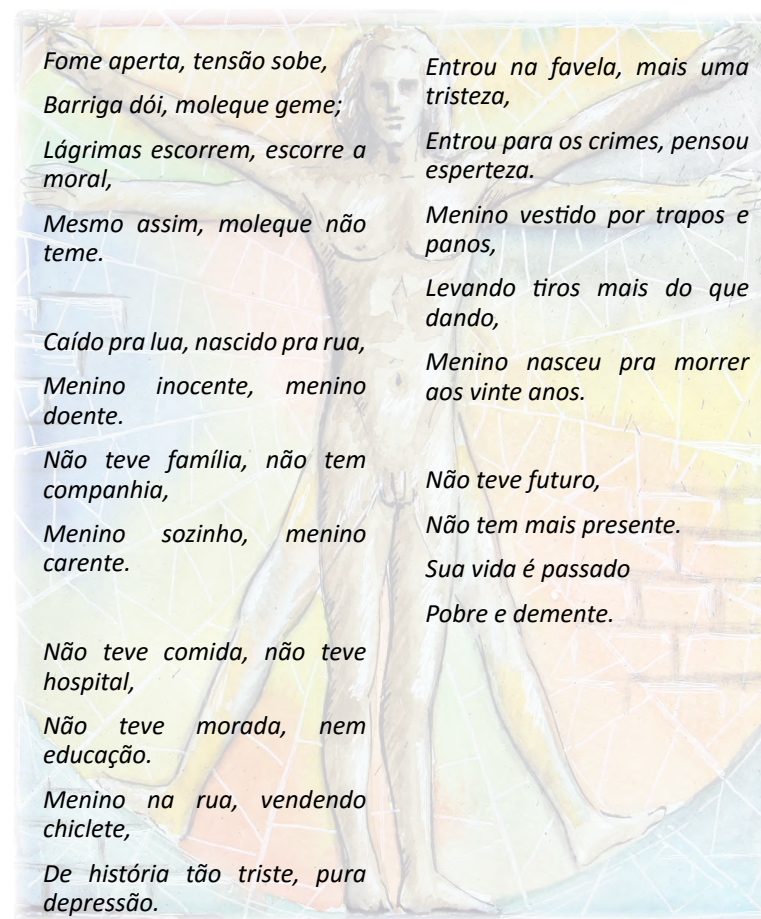 Fome aperta, tensão sobe,
Barriga dói, moleque geme;
Lágrimas escorrem, escorre a
moral,
Mesmo assim, moleque não
teme.
Caído pra lua, nascido pra rua,
Menino inocente, menino
doente.
Não teve família, não tem
companhia,
Menino sozinho, menino
carente.
Não teve comida, não teve
hospital,
Não teve morada, nem
educação.
Menino na rua, vendendo
chiclete,
De história tão triste, pura
depressão.
Entrou na favela, mais uma
tristeza,
Entrou para os crimes, pensou
esperteza.
Menino vestido por trapos e
panos,
Levando tiros mais do que
dando,
Menino nasceu pra morrer
aos vinte anos.
Não teve futuro,
Não tem mais presente.
Sua vida é passado
Pobre e demente.